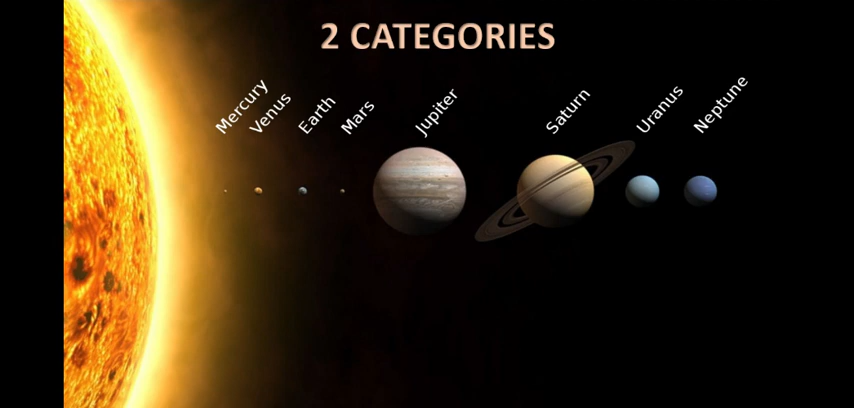 2 CATEGORIES
Mercury
Venus
Earth
Mars
Jupiter
Saturn
Uranus
Neptune